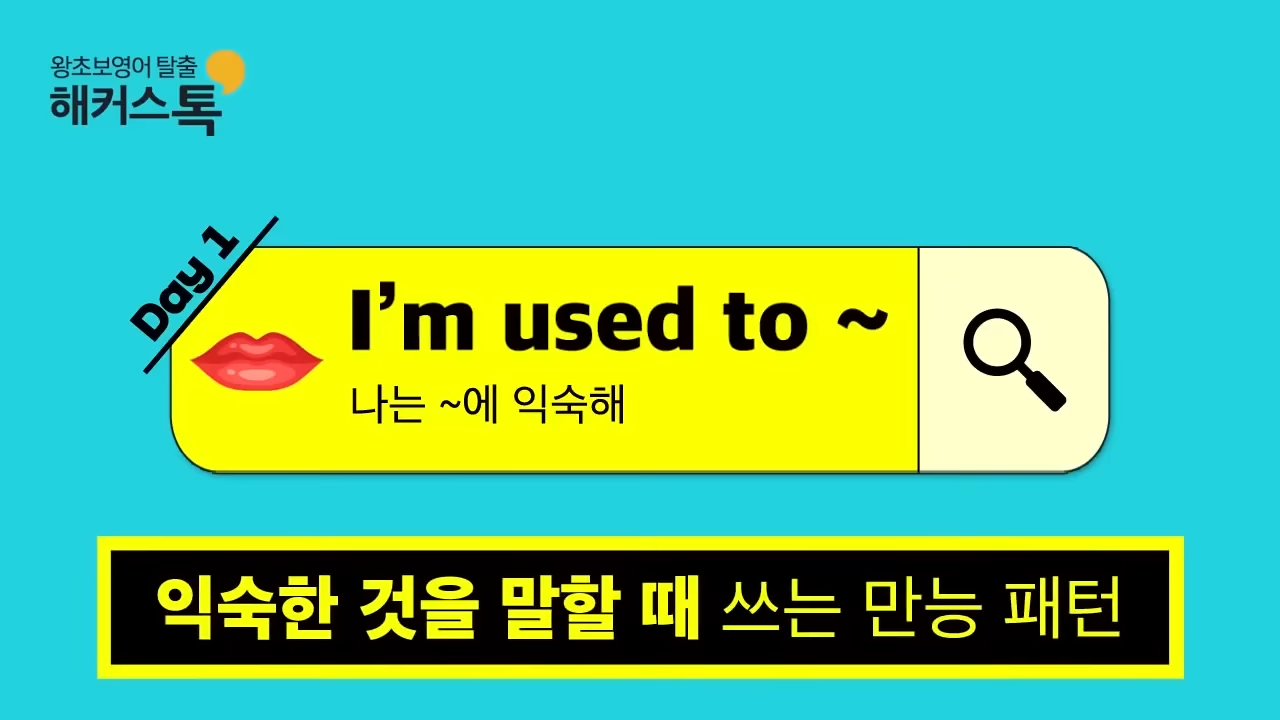 왕초보영어 탈출
해커스톡
Day 1
I'm used to ~
나는 ~에 익숙해
익숙한 것을 말할 때 쓰는 만능 패턴